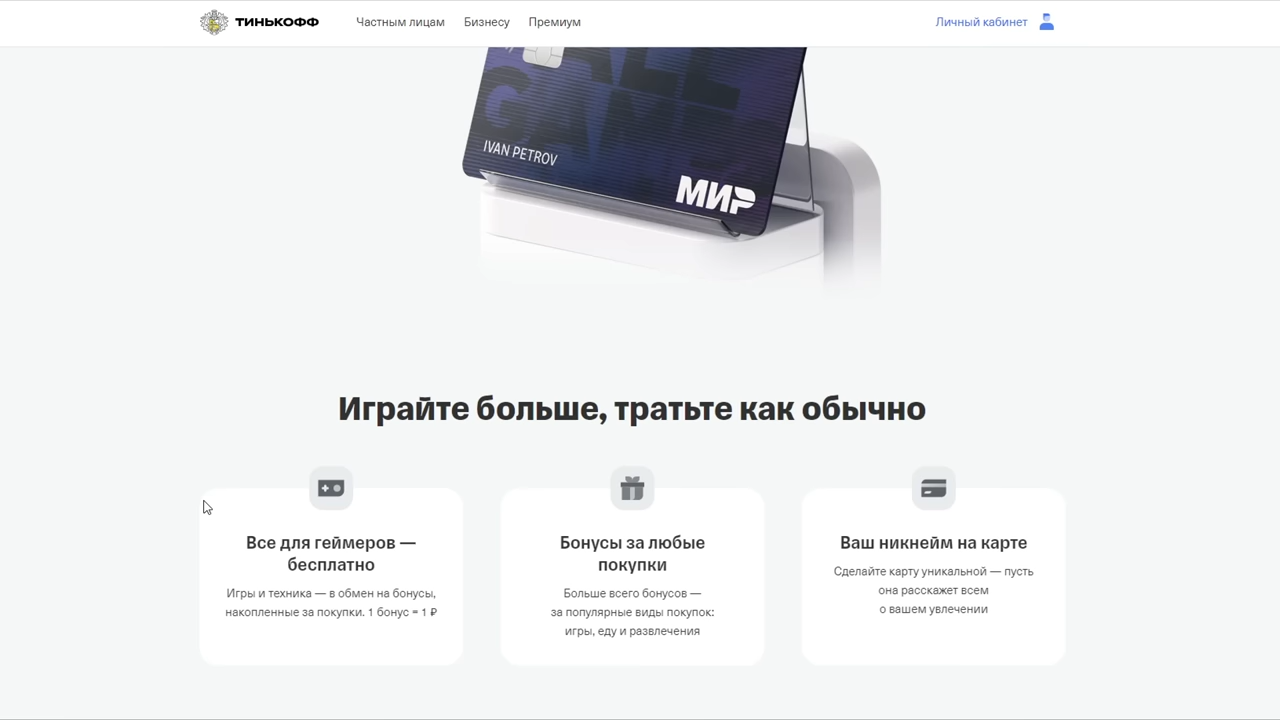 ТИНЬКОФФ
Частным лицам
Бизнесу
Премиум
Личный кабинет
ALL
GAMES
IVAN PETROV
МИР
Играйте больше, тратьте как обычно
Все для геймеров —
бесплатно
Игры и техника — в обмен на бонусы,
накопленные за покупки. 1 бонус = 1 ₽
Бонусы за любые
покупки
Больше всего бонусов —
за популярные виды покупок:
игры, еду и развлечения
Ваш никнейм на карте
Сделайте карту уникальной — пусть
она расскажет всем
о вашем увлечении